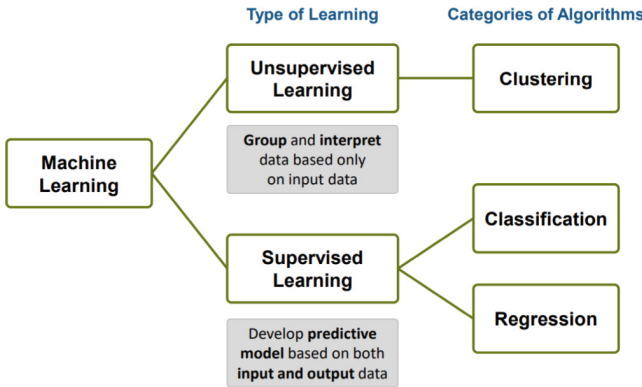 Type of Learning
Categories of Algorithms
Unsupervised
Learning
Clustering
Group and interpret
data based only
on input data
Machine
Learning
Classification
Supervised
Learning
Regression
Develop predictive
model based on both
input and output data